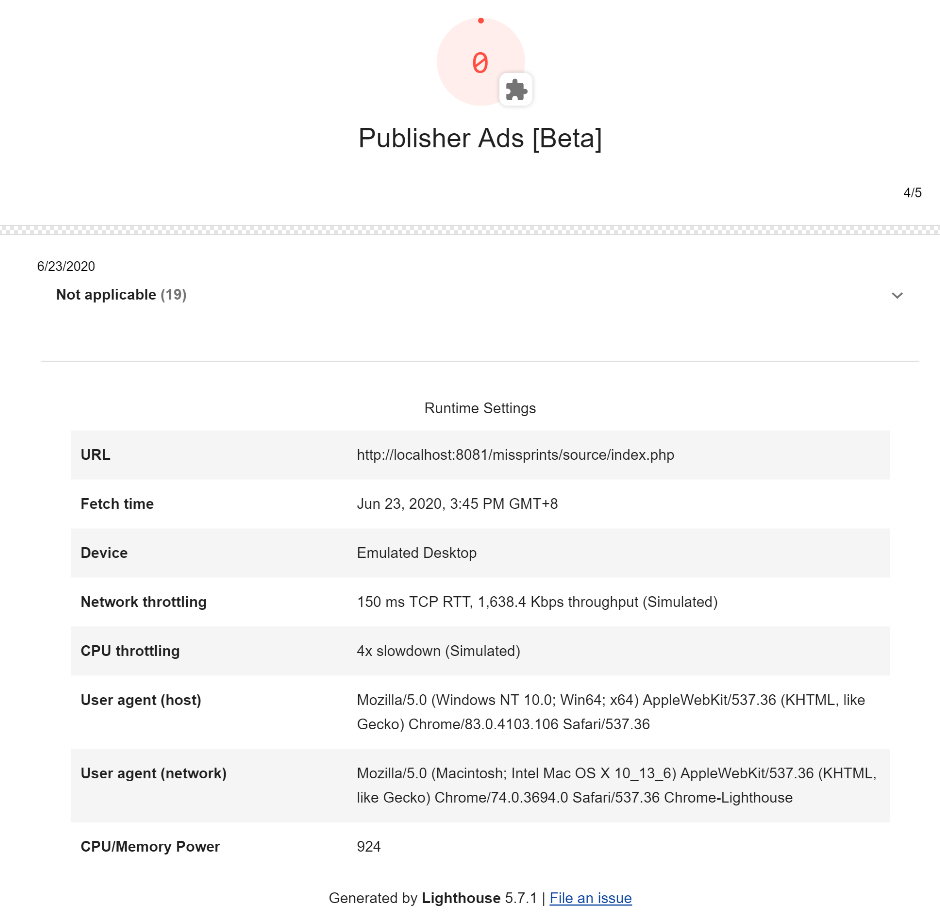 0
Publisher Ads [Beta]
4/5
6/23/2020
Not applicable (19)
Runtime Settings
URL http://localhost:8081/missprints/source/index.php
Fetch time Jun 23, 2020, 3:45 PM GMT+8
Device Emulated Desktop
Network throttling 150 ms TCP RTT, 1,638.4 Kbps throughput (Simulated)
CPU throttling 4x slowdown (Simulated)
User agent (host) Mozilla/5.0 (Windows NT 10.0; Win64; x64) AppleWebKit/537.36 (KHTML, like
Gecko) Chrome/83.0.4103.106 Safari/537.36
User agent (network) Mozilla/5.0 (Macintosh; Intel Mac OS X 10_13_6) AppleWebKit/537.36 (KHTML,
like Gecko) Chrome/74.0.3694.0 Safari/537.36 Chrome-Lighthouse
CPU/Memory Power 924
Generated by Lighthouse 5.7.1 | File an issue